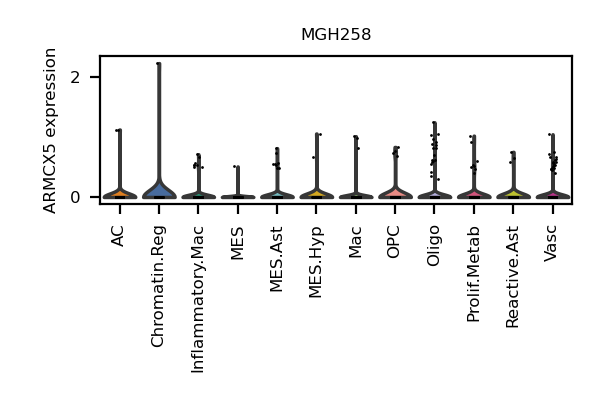 MGH258
ARMCX5 expression
2
0
AC
Chromatin.Reg
Inflammatory.Mac
MES
MES.Ast
MES.Hyp
Mac
OPC
Oligo
Prolif.Metab
Reactive.Ast
Vasc